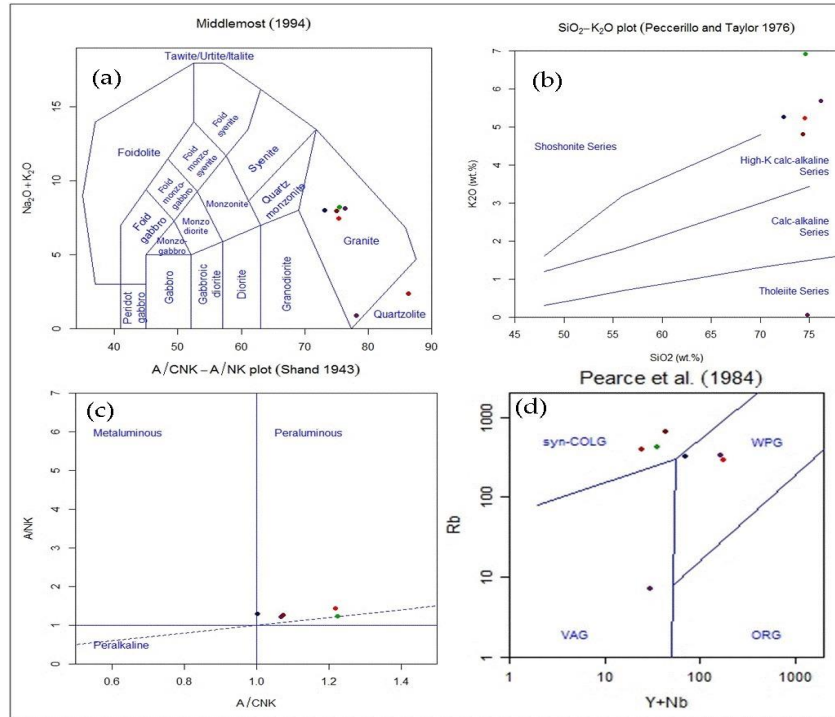 Middlemost (1994)
(a)
Na2O+K2O
0 5 10 15
40 50 60 70 80 90
Tawite/Urtite/Italite
Foidolite
Foid syenite
Foid monzo-syenite
Foid monzo-gabbro
Foid gabbro
Syenite
Monzonite
Quartz monzonite
Monzo diorite
Monzo-gabbro
Granite
Peridot gabbro
Gabbro
Gabbroic diorite
Diorite
Granodiorite
Quartzolite
SiO₂–K₂O plot (Peccerillo and Taylor 1976)
(b)
K2O (wt.%)
0 1 2 3 4 5 6 7
45 50 55 60 65 70 75
SiO2 (wt.%)
Shoshonite Series
High-K calc-alkaline
Series
Calc-alkaline
Series
Tholeiite Series
A/CNK–A/NK plot (Shand 1943)
(c)
A/NK
0 1 2 3 4 5 6 7
0.6 0.8 1.0 1.2 1.4
A/CNK
Metaluminous
Peraluminous
Peralkaline
Pearce et al. (1984)
(d)
Rb
1 10 100 1000
1 10 100 1000
Y+Nb
syn-COLG
WPG
VAG
ORG